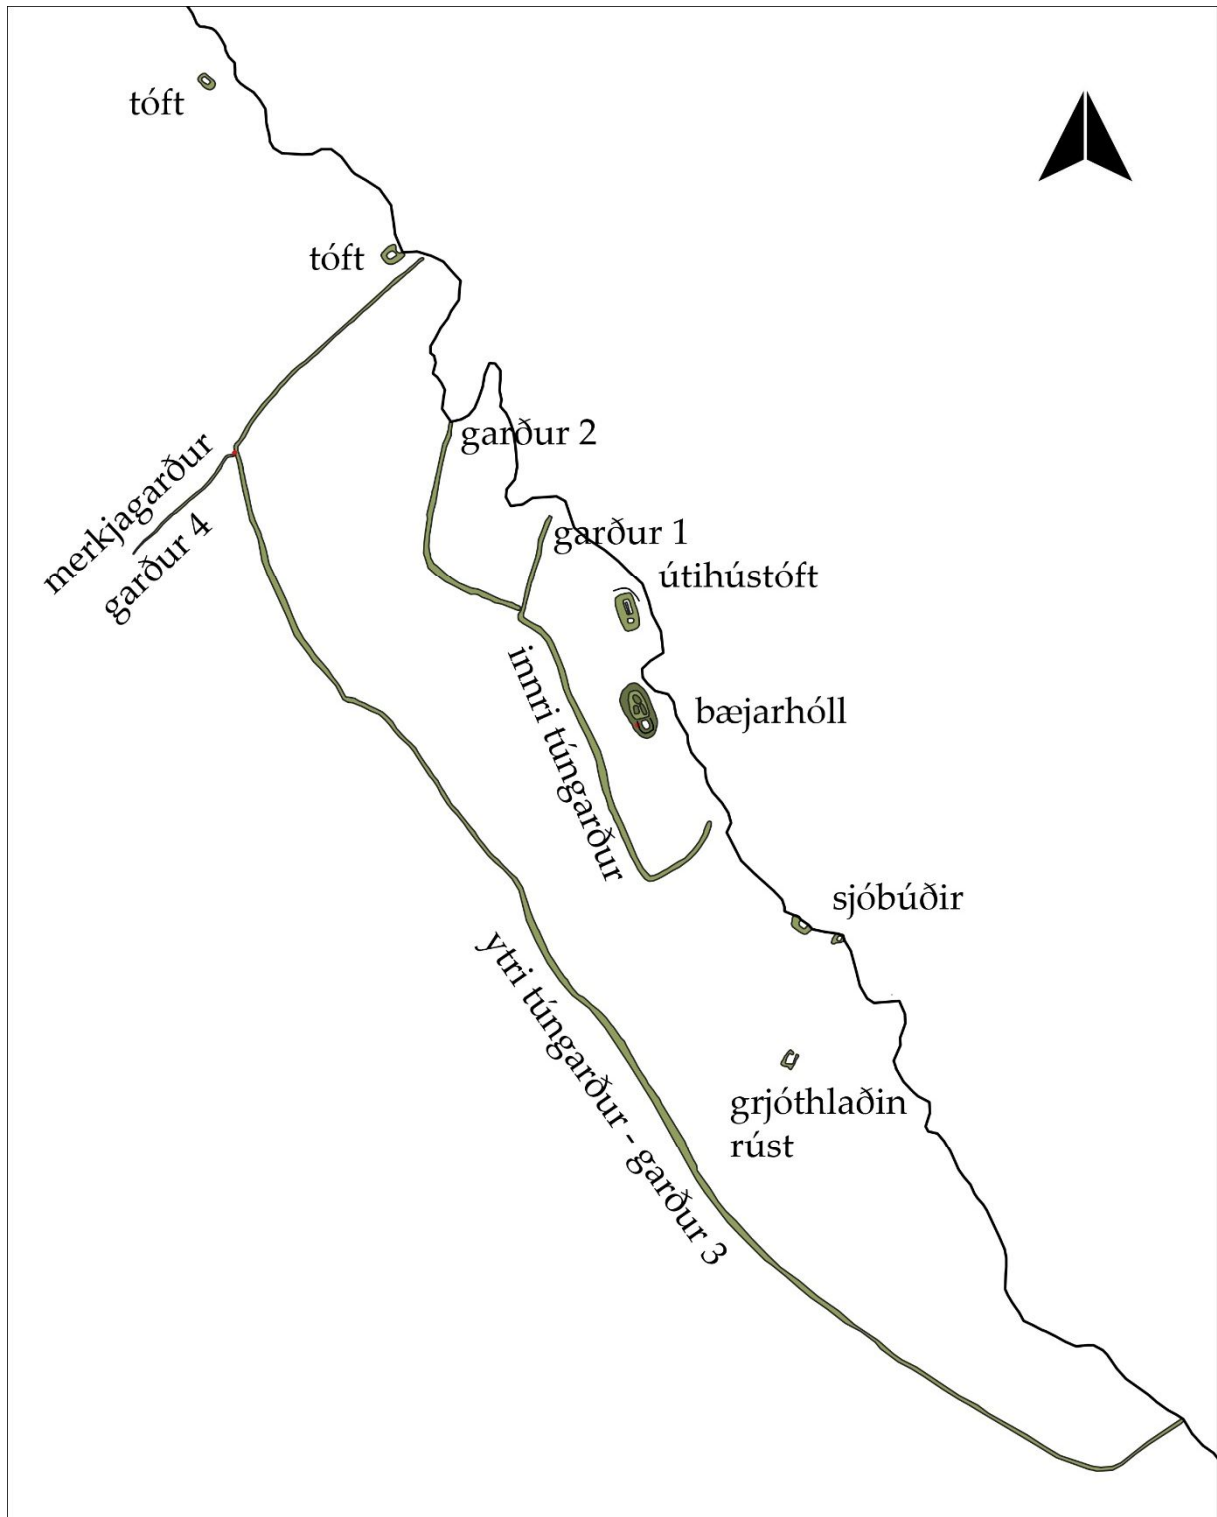 tóft
tóft
garður 2
merkjagarður
garður 4
garður 1
útihústóft
innri túngarður
bæjarhóll
sjóbúðir
ytri túngarður - garður 3
grjóthlaðin
rúst